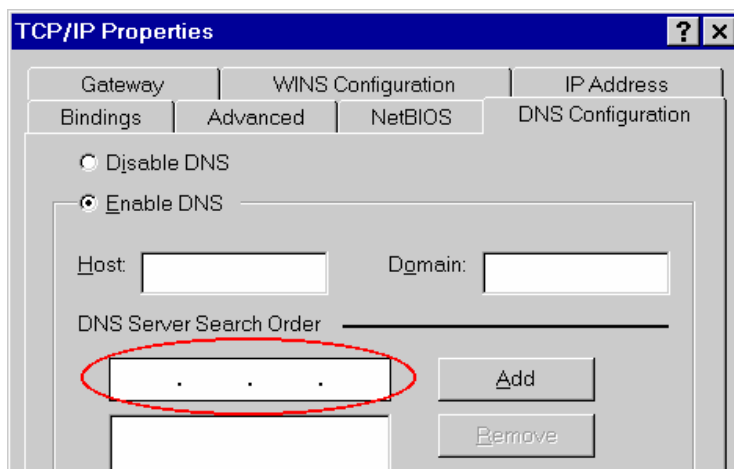 TCP/IP Properties
? ×
Gateway WINS Configuration IP Address
Bindings Advanced NetBIOS DNS Configuration
Disable DNS
Enable DNS
Host: Domain:
DNS Server Search Order
. . . Add
Remove